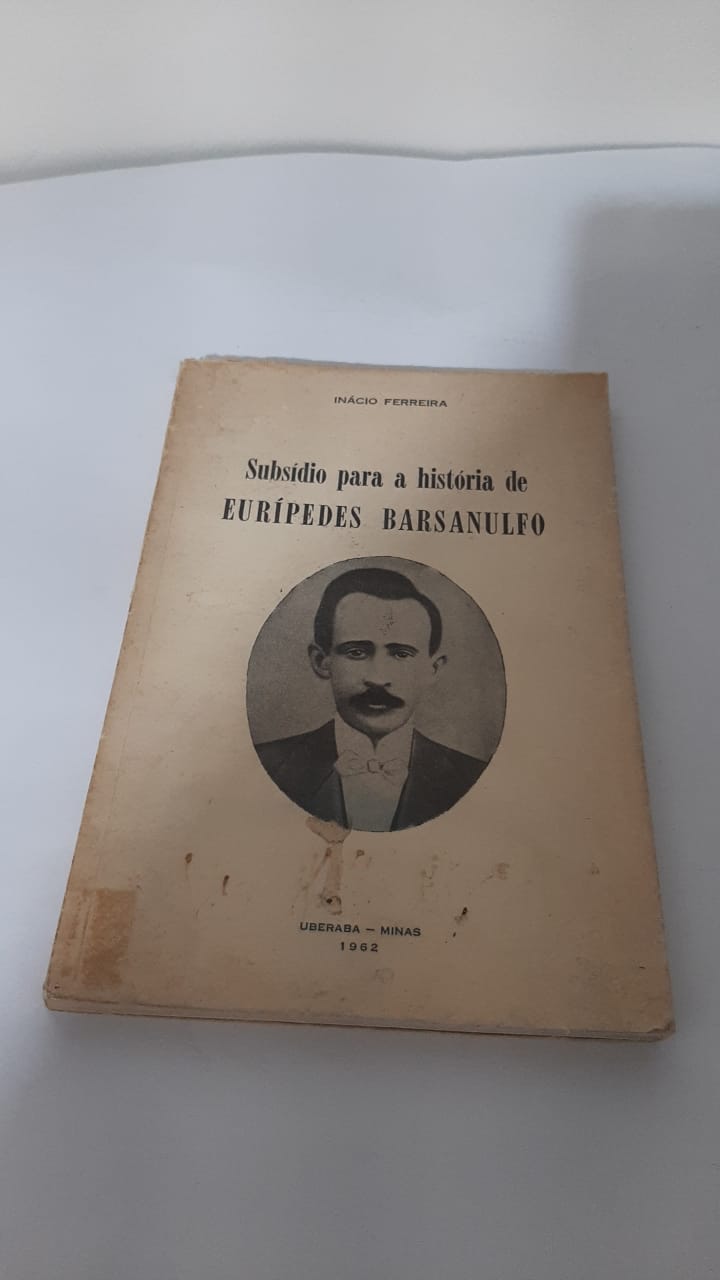 INÁCIO FERREIRA
Subsídio para a história de
EURÍPEDES BARSANULFO
UBERABA — MINAS
1962